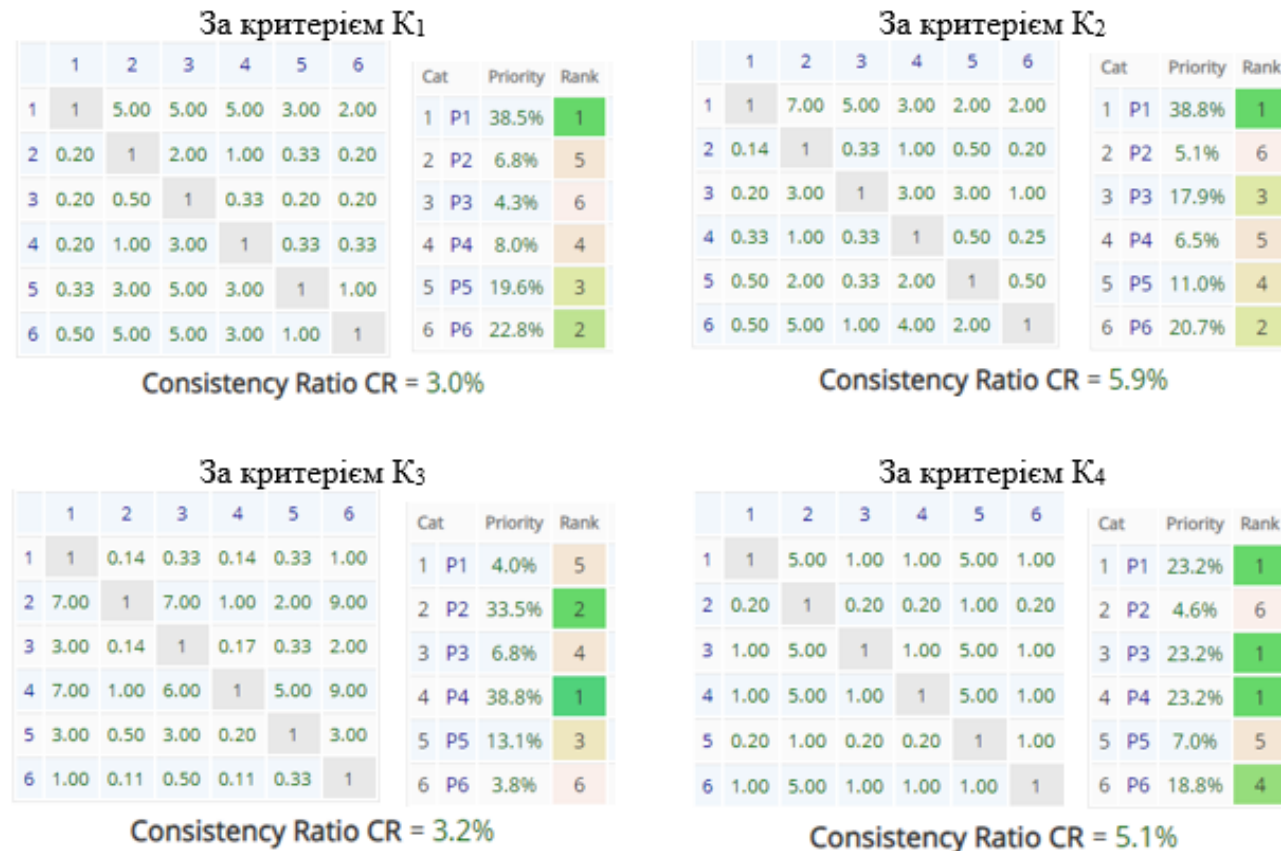 За критерієм К1
1 2 3 4 5 6
1 1 5.00 5.00 5.00 3.00 2.00
2 0.20 1 2.00 1.00 0.33 0.20
3 0.20 0.50 1 0.33 0.20 0.20
4 0.20 1.00 3.00 1 0.33 0.33
5 0.33 3.00 5.00 3.00 1 1.00
6 0.50 5.00 5.00 3.00 1.00 1
Cat Priority Rank
1 P1 38.5% 1
2 P2 6.8% 5
3 P3 4.3% 6
4 P4 8.0% 4
5 P5 19.6% 3
6 P6 22.8% 2
Consistency Ratio CR = 3.0%
За критерієм К2
1 2 3 4 5 6
1 1 7.00 5.00 3.00 2.00 2.00
2 0.14 1 0.33 1.00 0.50 0.20
3 0.20 3.00 1 3.00 3.00 1.00
4 0.33 1.00 0.33 1 0.50 0.25
5 0.50 2.00 0.33 2.00 1 0.50
6 0.50 5.00 1.00 4.00 2.00 1
Cat Priority Rank
1 P1 38.8% 1
2 P2 5.1% 6
3 P3 17.9% 3
4 P4 6.5% 5
5 P5 11.0% 4
6 P6 20.7% 2
Consistency Ratio CR = 5.9%
За критерієм К3
1 2 3 4 5 6
1 1 0.14 0.33 0.14 0.33 1.00
2 7.00 1 7.00 1.00 2.00 9.00
3 3.00 0.14 1 0.17 0.33 2.00
4 7.00 1.00 6.00 1 5.00 9.00
5 3.00 0.50 3.00 0.20 1 3.00
6 1.00 0.11 0.50 0.11 0.33 1
Cat Priority Rank
1 P1 4.0% 5
2 P2 33.5% 2
3 P3 6.8% 4
4 P4 38.8% 1
5 P5 13.1% 3
6 P6 3.8% 6
Consistency Ratio CR = 3.2%
За критерієм К4
1 2 3 4 5 6
1 1 5.00 1.00 1.00 5.00 1.00
2 0.20 1 0.20 0.20 1.00 0.20
3 1.00 5.00 1 1.00 5.00 1.00
4 1.00 5.00 1.00 1 5.00 1.00
5 0.20 1.00 0.20 0.20 1 1.00
6 1.00 5.00 1.00 1.00 1.00 1
Cat Priority Rank
1 P1 23.2% 1
2 P2 4.6% 6
3 P3 23.2% 1
4 P4 23.2% 1
5 P5 7.0% 5
6 P6 18.8% 4
Consistency Ratio CR = 5.1%